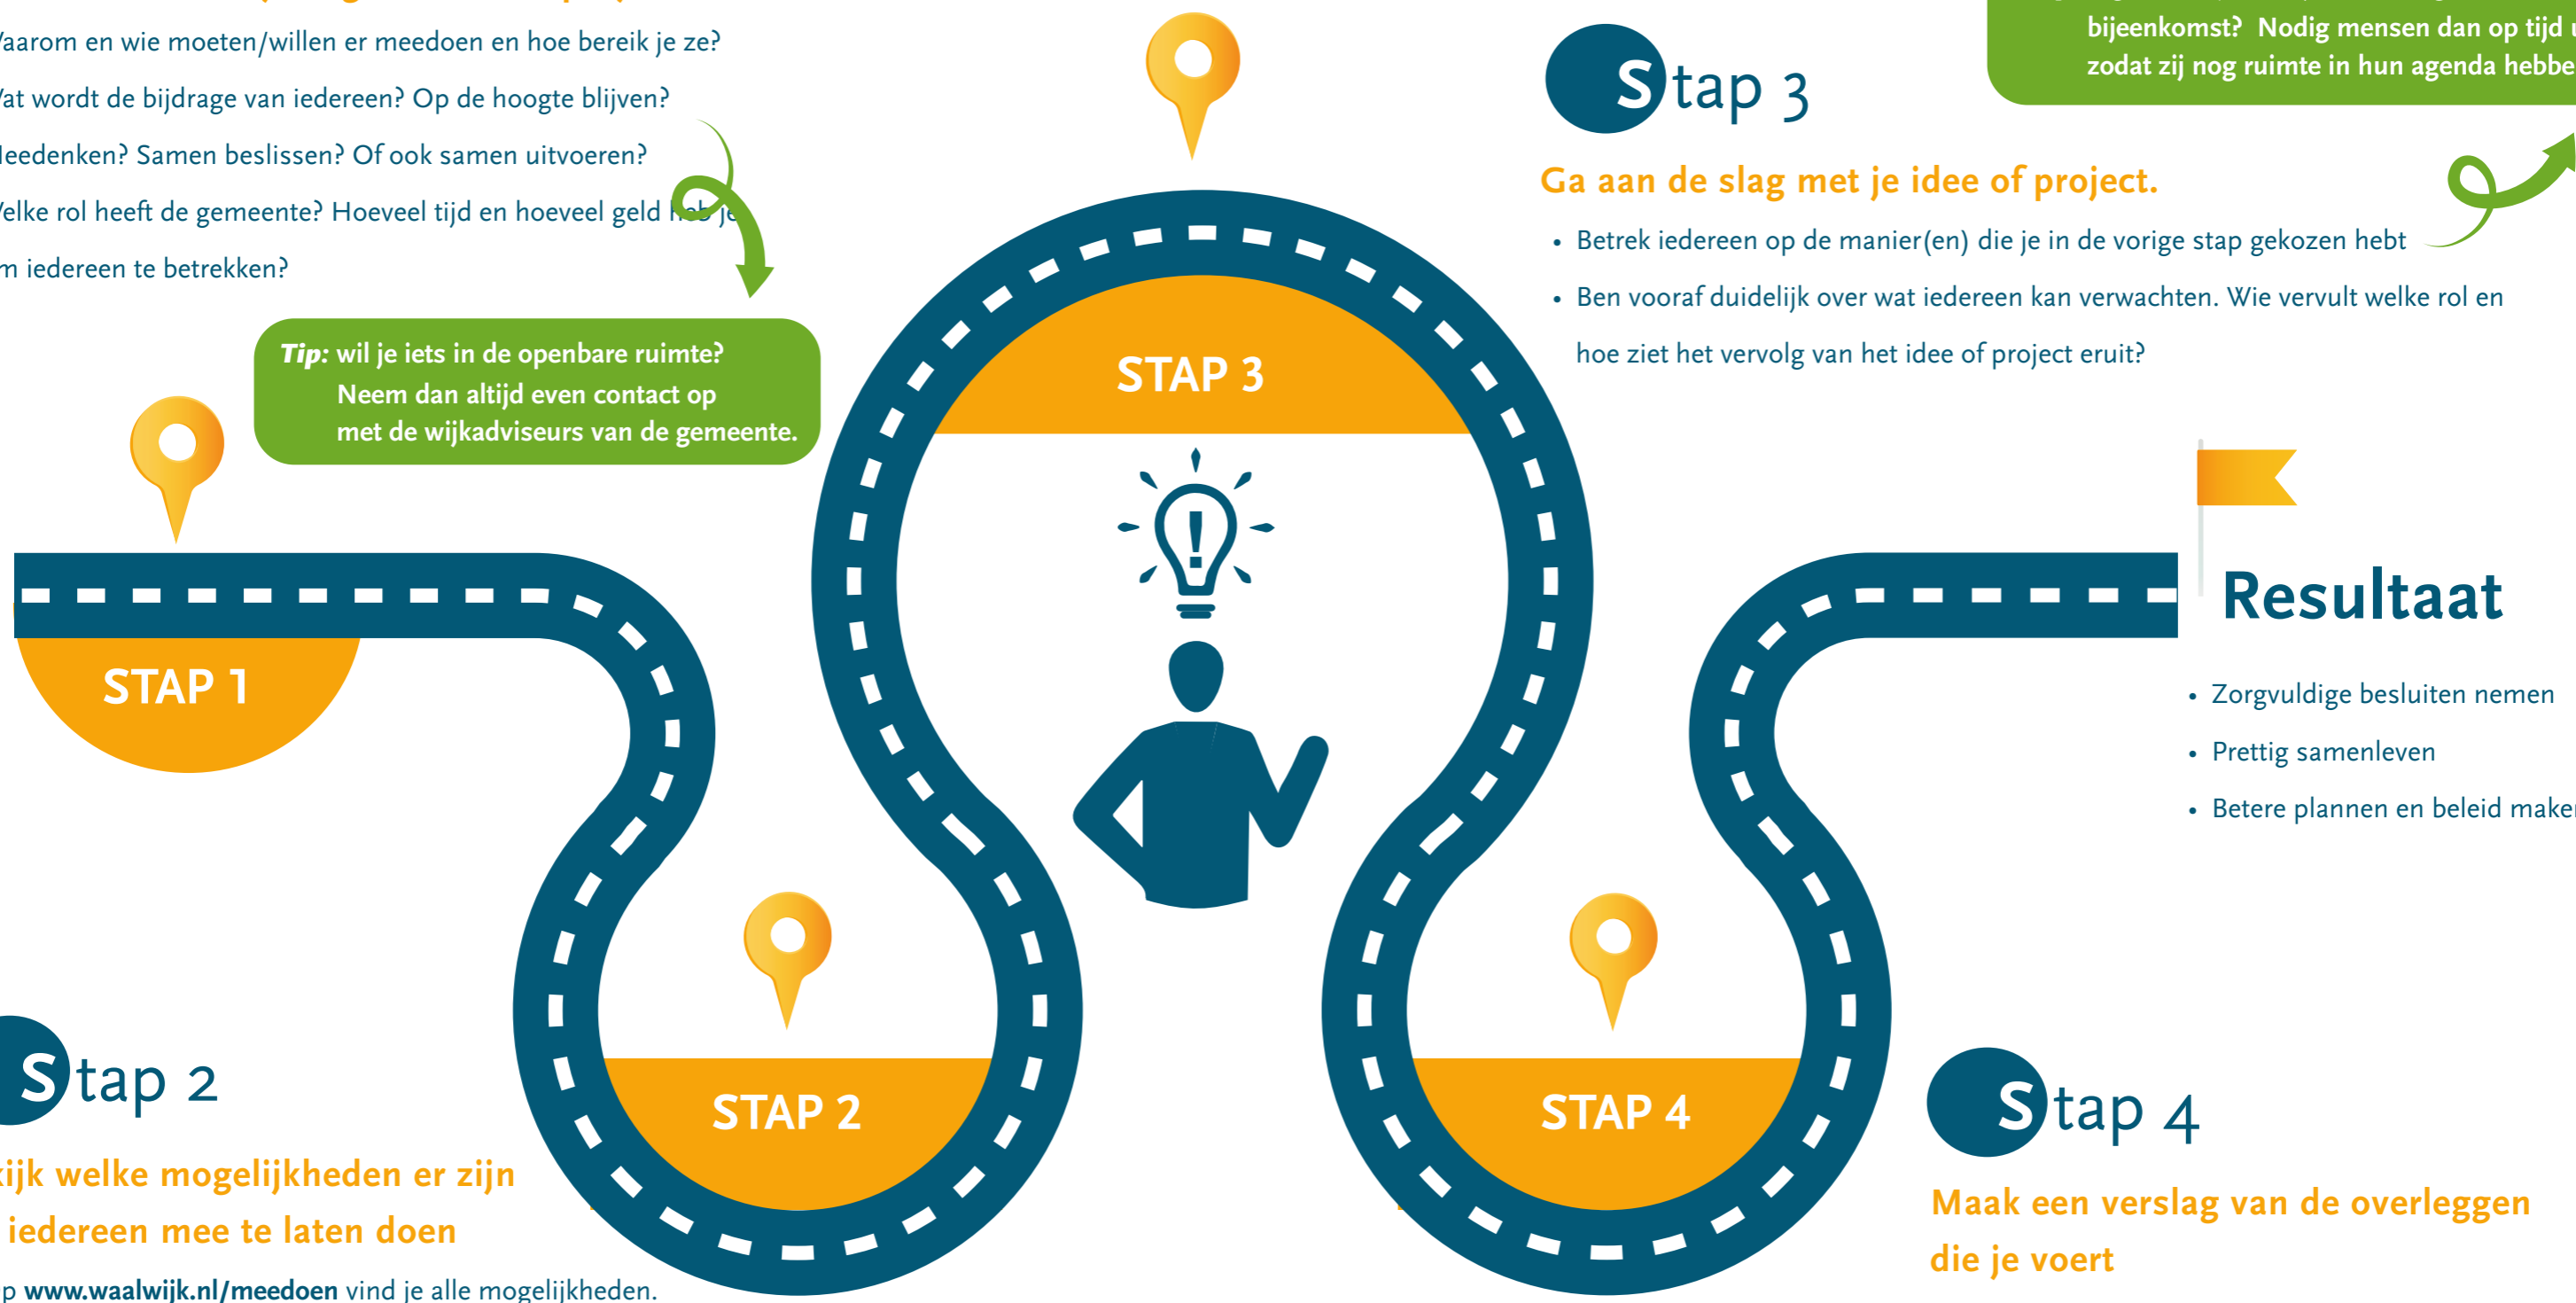 en wie moeten/willen er meedoen en hoe bereik je ze?
wordt de bijdrage van iedereen? Op de hoogte blijven?
Samen beslissen? Of ook samen uitvoeren?
rol heeft de gemeente? Hoeveel tijd en hoeveel geld heb je
iedereen te betrekken?
Tip: wil je iets in de openbare ruimte?
Neem dan altijd even contact op
met de wijkadviseurs van de gemeente.
STAP 1
Stap 2
welke mogelijkheden er zijn
iedereen mee te laten doen
www.waalwijk.nl/meedoen vind je alle mogelijkheden.
STAP 2
STAP 3
Stap 3
Ga aan de slag met je idee of project.
• Betrek iedereen op de manier(en) die je in de vorige stap gekozen hebt
• Ben vooraf duidelijk over wat iedereen kan verwachten. Wie vervult welke rol en
hoe ziet het vervolg van het idee of project eruit?
bijeenkomst? Nodig mensen dan op tijd
zodat zij nog ruimte in hun agenda
STAP 4
Stap 4
Maak een verslag van de overleggen
die je voert
Resultaat
• Zorgvuldige besluiten nemen
• Prettig samenleven
• Betere plannen en beleid